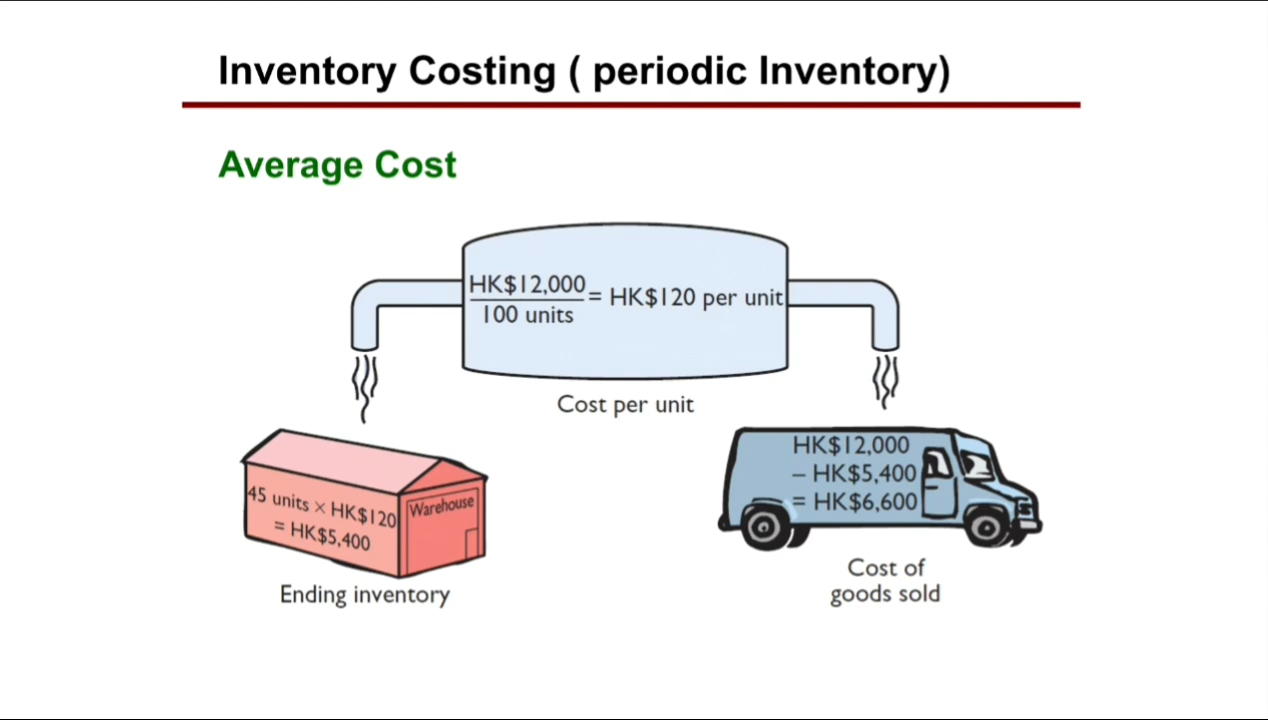 Inventory Costing ( periodic Inventory)
Average Cost
HK$12,000
100 units
= HK$120 per unit
Cost per unit
45 units × HK$120
= HK$5,400
Warehouse
Ending inventory
HK$12,000
– HK$5,400
= HK$6,600
Cost of
goods sold